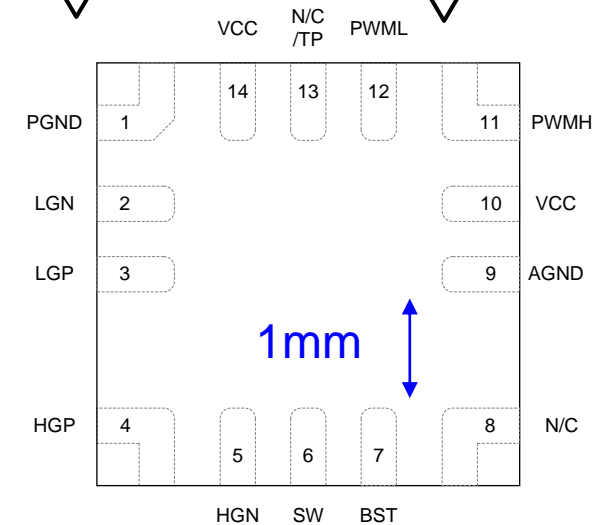 VCC
N/C
/TP
PWML
14
13
12
PGND
1
11
PWMH
LGN
2
10
VCC
LGP
3
9
AGND
1mm
HGP
4
8
N/C
5
6
7
HGN
SW
BST